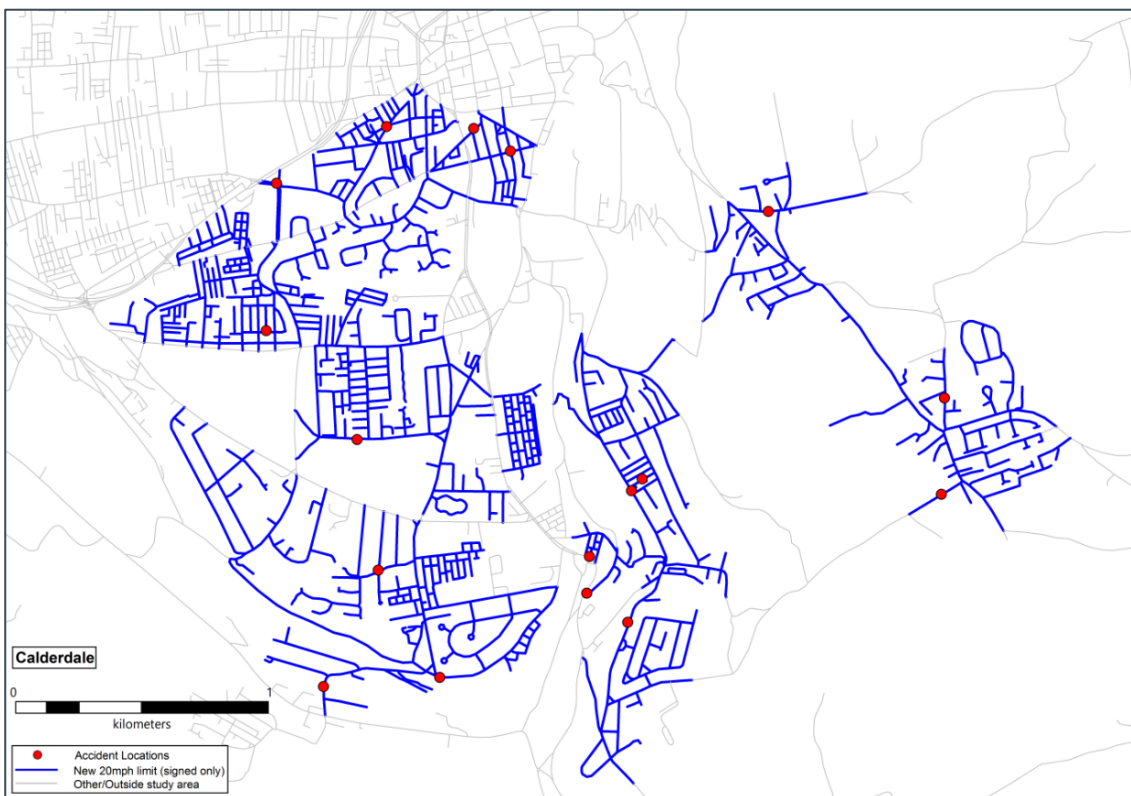 Calderdale
0 1
kilometers
Accident Locations
New 20mph limit (signed only)
Other/Outside study area